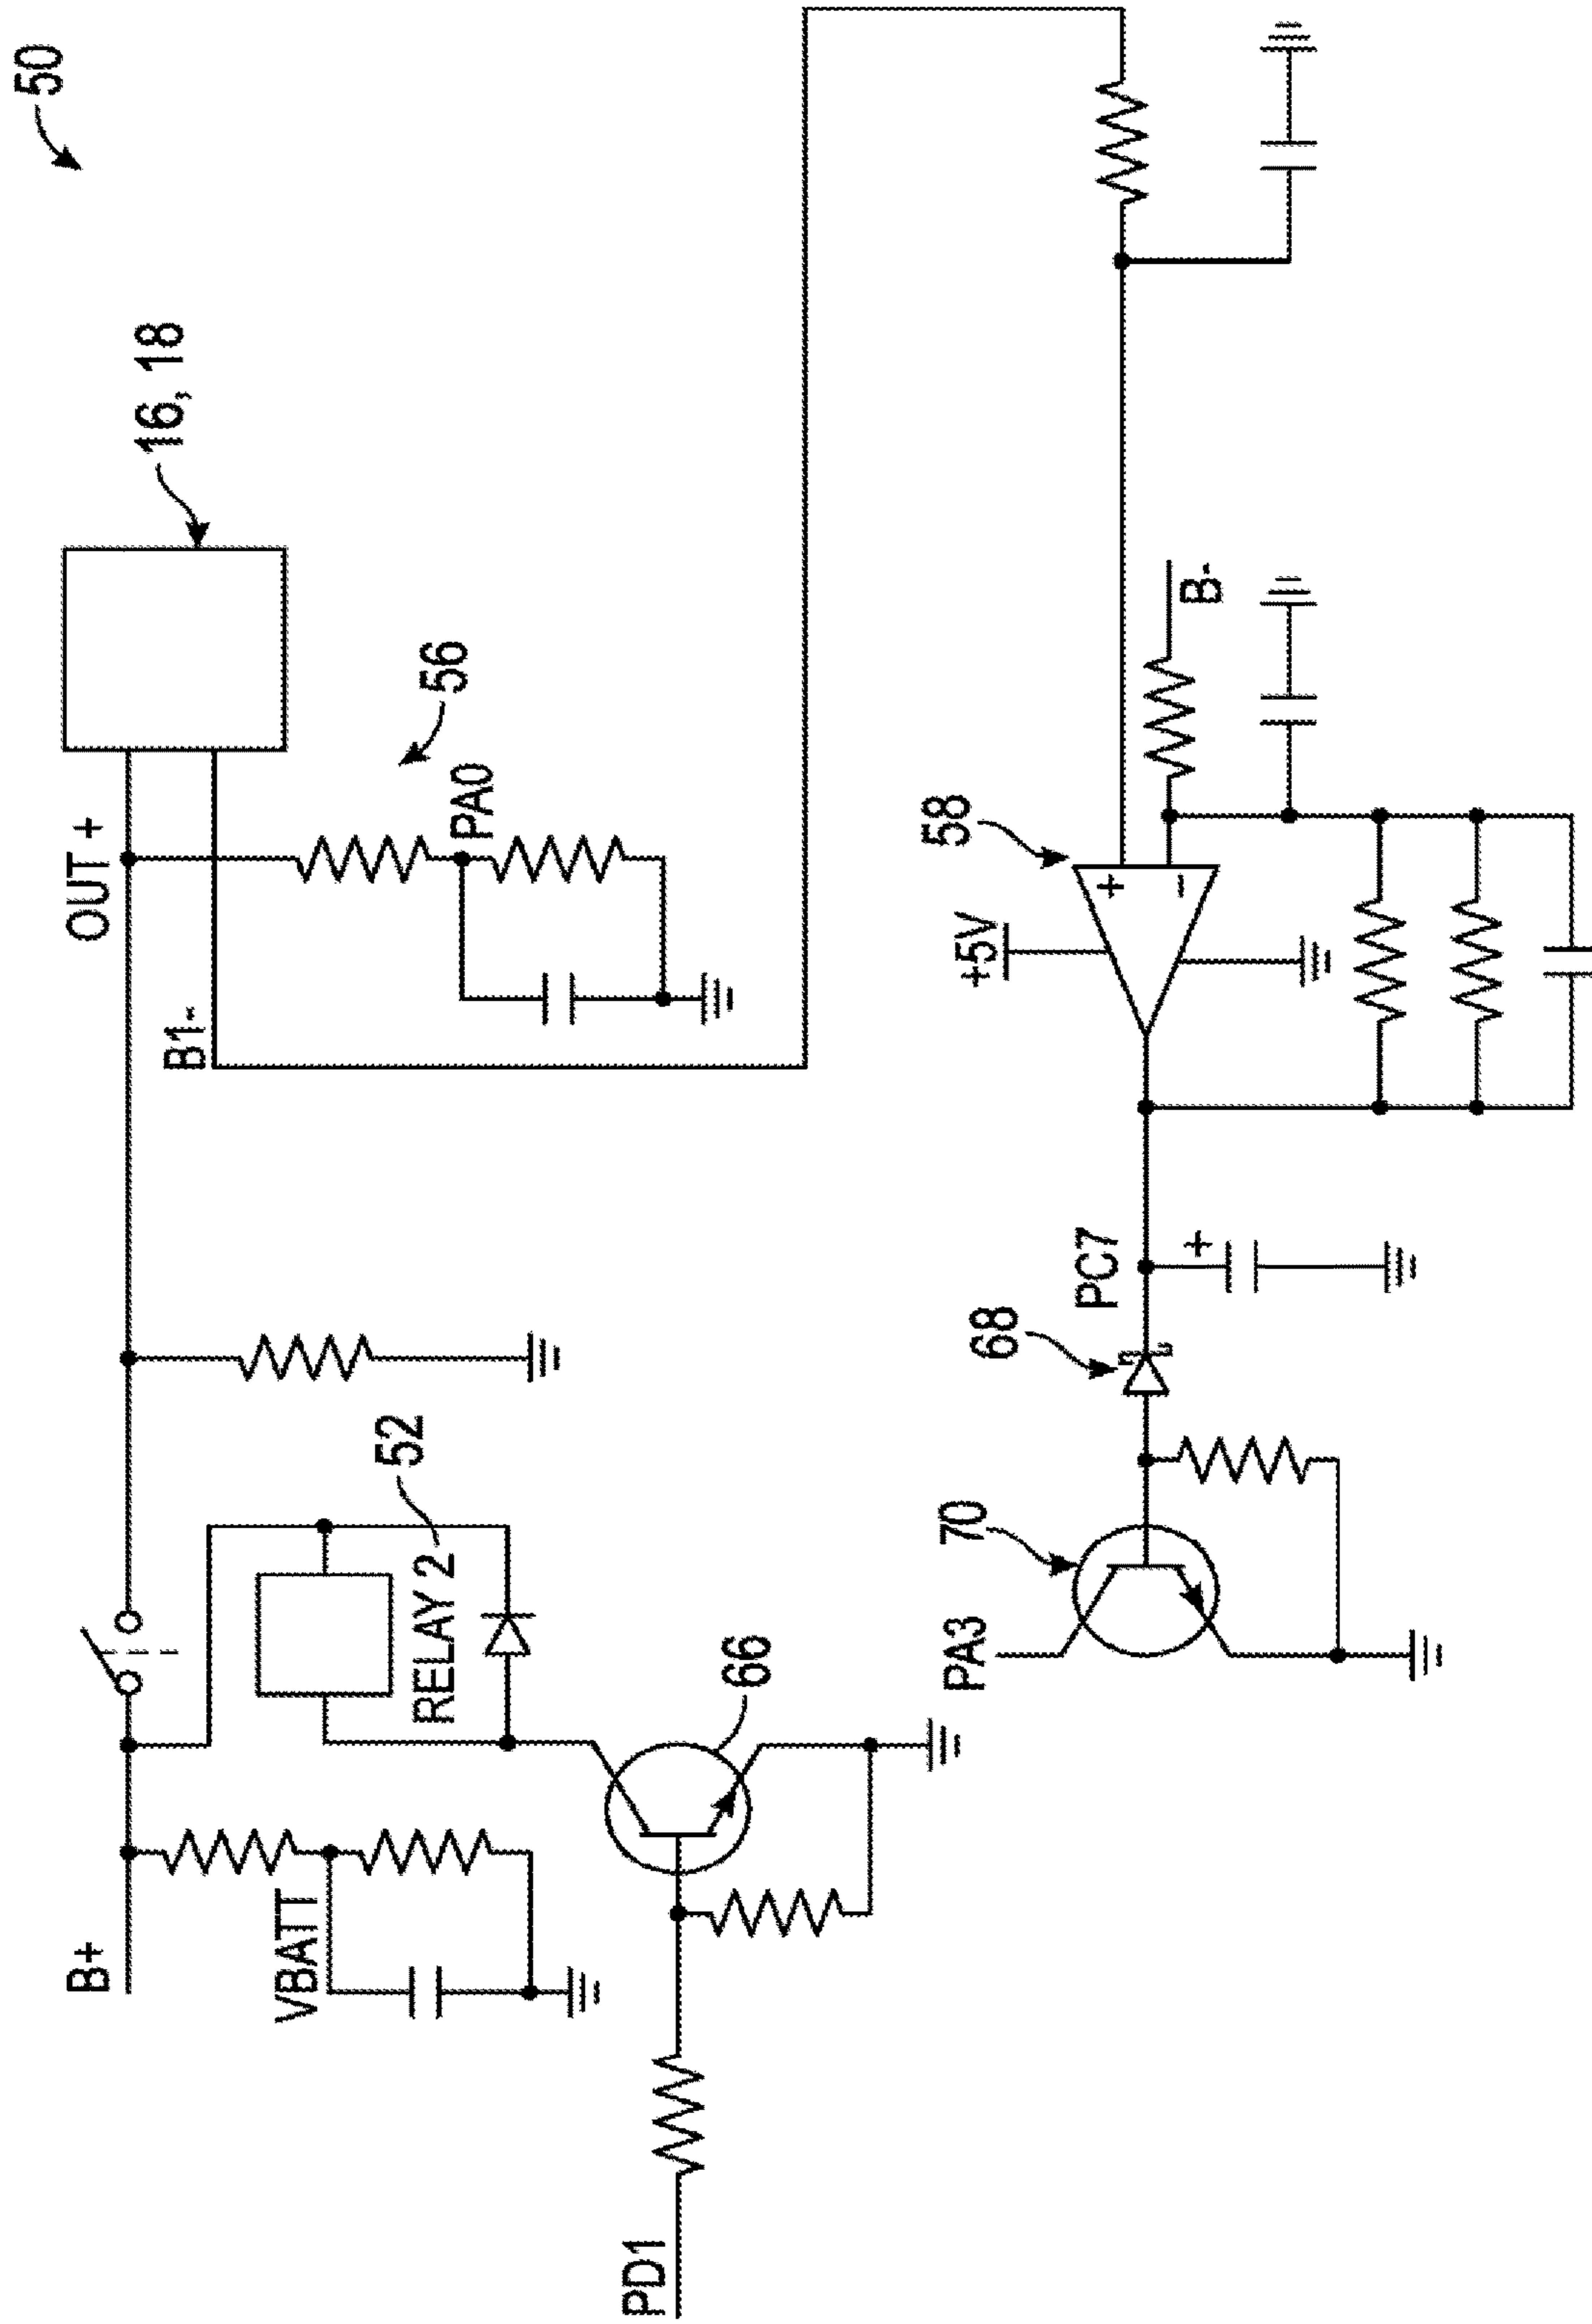 50
16, 18
OUT +
B1-
56
PA0
B+
VBATT
RELAY 2
52
66
PD1
58
+5V
+
-
B-
PC7
+
68
70
PA3